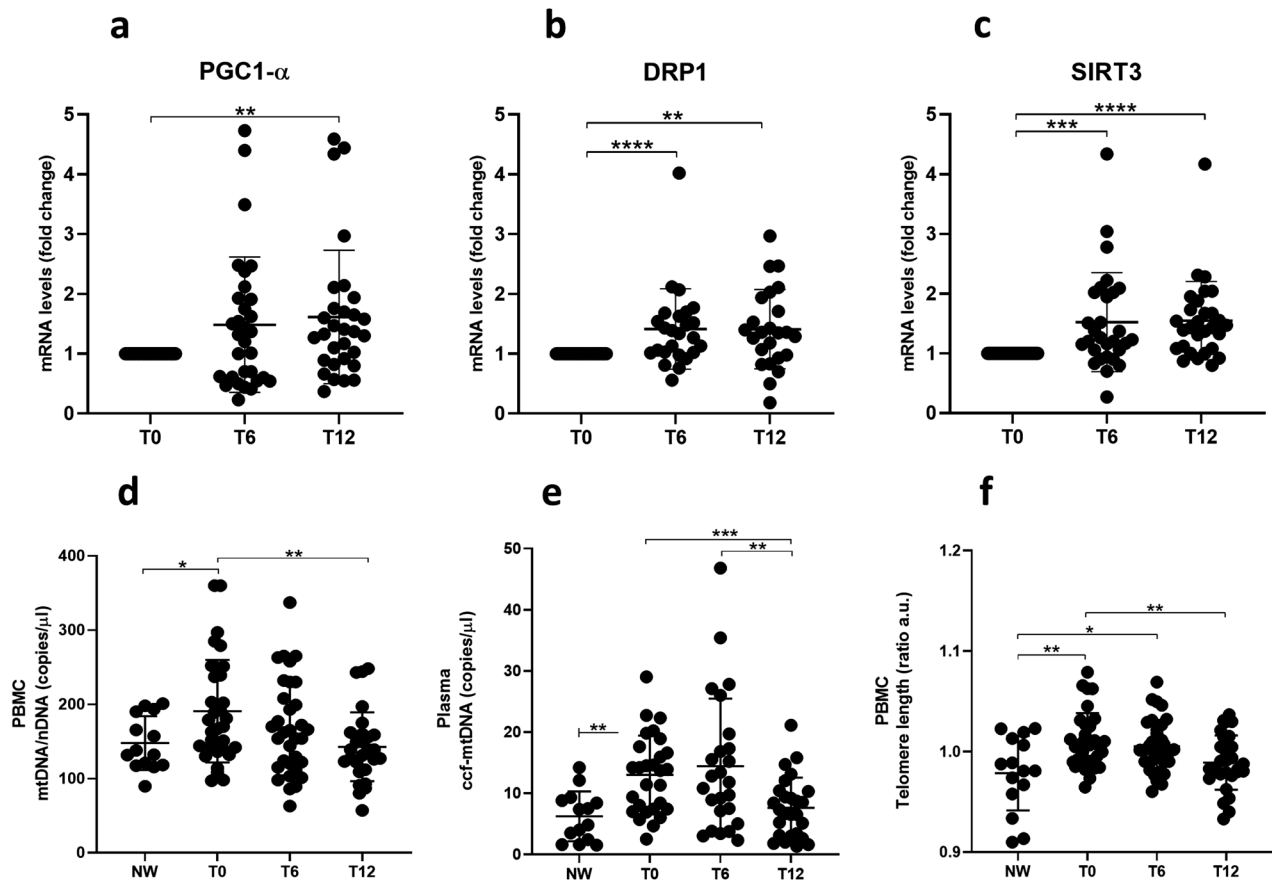 a
PGC1-α
**
mRNA levels (fold change)
5
4
3
2
1
0
T0 T6 T12
b
DRP1
**
****
mRNA levels (fold change)
5
4
3
2
1
0
T0 T6 T12
c
SIRT3
****
***
mRNA levels (fold change)
5
4
3
2
1
0
T0 T6 T12
d
*
**
PBMC
mtDNA/nDNA (copies/µl)
400
300
200
100
0
NW T0 T6 T12
e
***
**
**
Plasma
ccf-mtDNA (copies/µl)
50
40
30
20
10
0
NW T0 T6 T12
f
**
*
**
PBMC
Telomere length (ratio a.u.)
1.2
1.1
1.0
0.9
NW T0 T6 T12